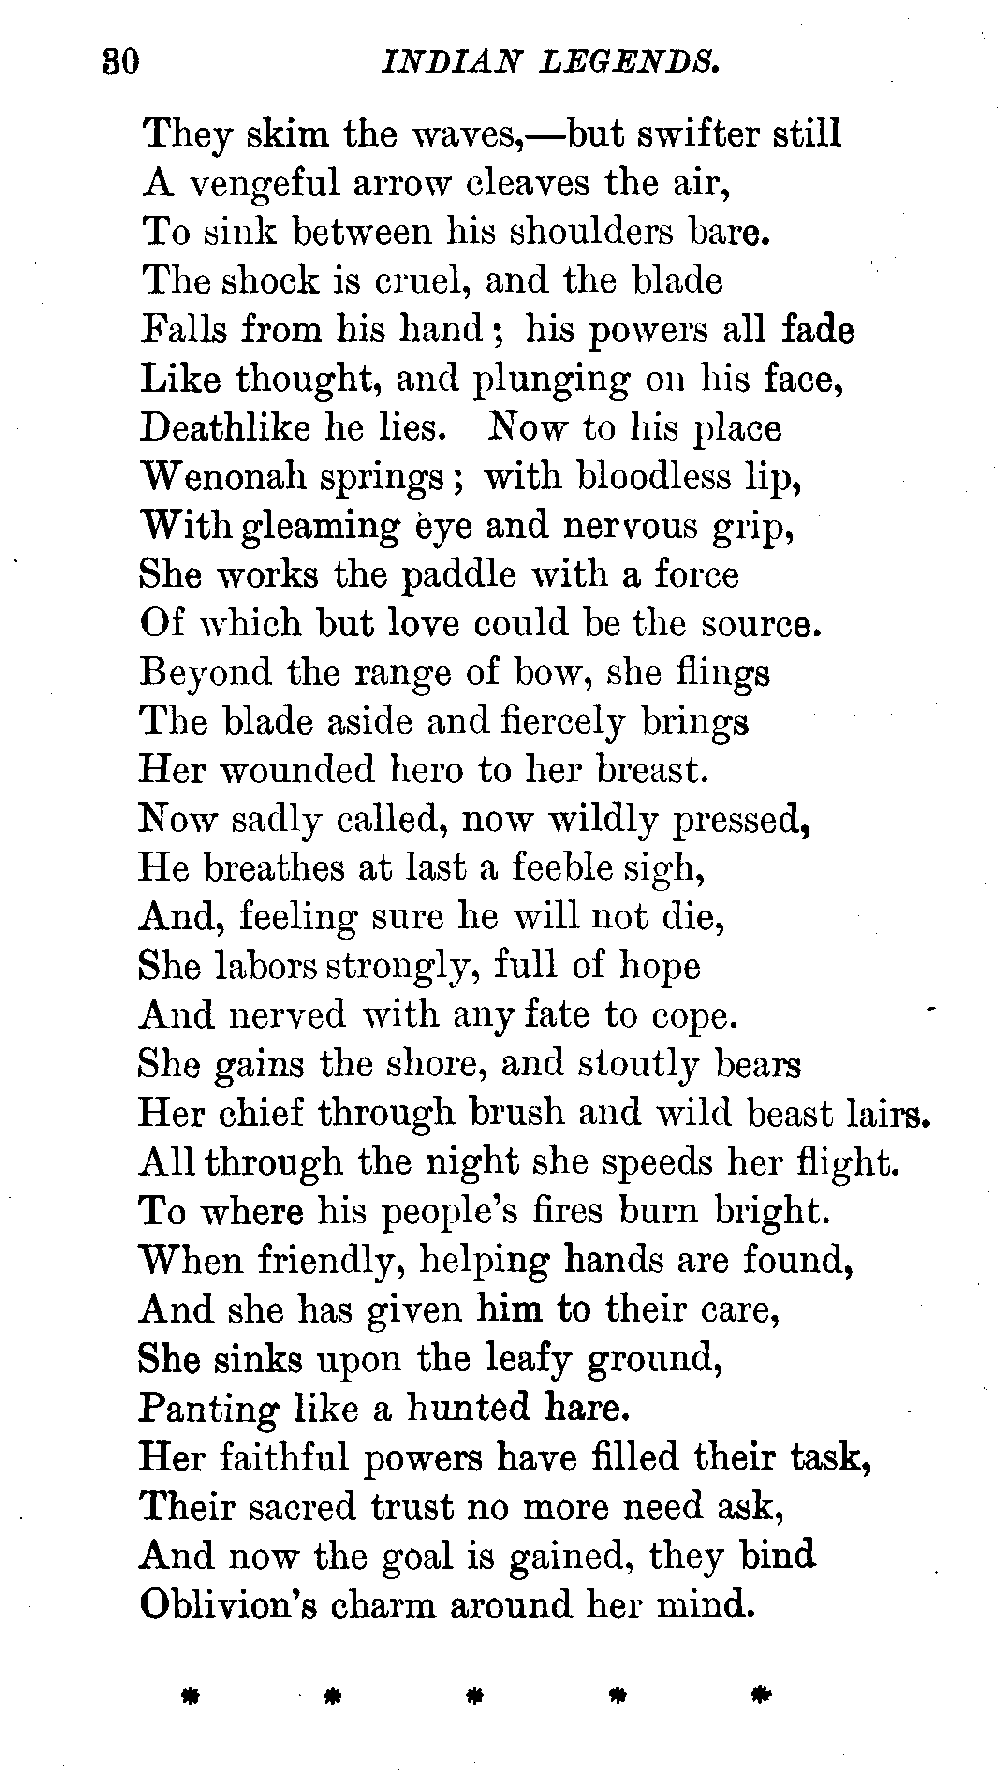 30 INDIAN LEGENDS.
They skim the waves,—but swifter still
A vengeful arrow cleaves the air,
To sink between his shoulders bare.
The shock is cruel, and the blade
Falls from his hand; his powers all fade
Like thought, and plunging on his face,
Deathlike he lies. Now to his place
Wenonah springs; with bloodless lip,
With gleaming eye and nervous grip,
She works the paddle with a force
Of which but love could be the source.
Beyond the range of bow, she flings
The blade aside and fiercely brings
Her wounded hero to her breast.
Now sadly called, now wildly pressed,
He breathes at last a feeble sigh,
And, feeling sure he will not die,
She labors strongly, full of hope
And nerved with any fate to cope.
She gains the shore, and stoutly bears
Her chief through brush and wild beast lairs.
All through the night she speeds her flight.
To where his people's fires burn bright.
When friendly, helping hands are found,
And she has given him to their care,
She sinks upon the leafy ground,
Panting like a hunted hare.
Her faithful powers have filled their task,
Their sacred trust no more need ask,
And now the goal is gained, they bind
Oblivion's charm around her mind.
* * * * *